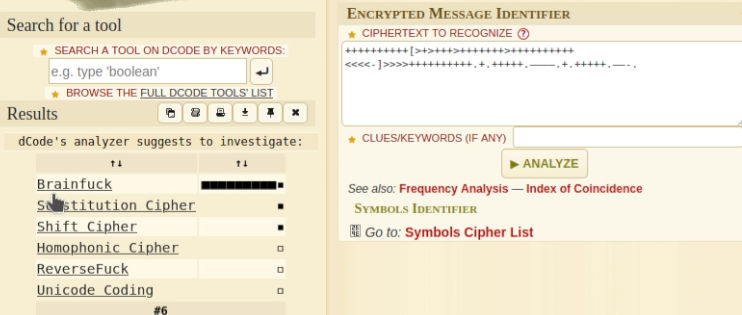 Search for a tool
★ SEARCH A TOOL ON DCODE BY KEYWORDS:
e.g. type 'boolean'
★ BROWSE THE FULL DCODE TOOLS' LIST
Results
dCode's analyzer suggests to investigate:
↑↓ ↑↓
Brainfuck
Substitution Cipher
Shift Cipher
Homophonic Cipher
ReverseFuck
Unicode Coding
#6
ENCRYPTED MESSAGE IDENTIFIER
★ CIPHERTEXT TO RECOGNIZE ?
++++++++++[>+>+++>+++++++>++++++++++
<<<<-]>>>>++++++++++.+.+++++.————.+.+++++.—-.
★ CLUES/KEYWORDS (IF ANY)
▶ ANALYZE
See also: Frequency Analysis — Index of Coincidence
SYMBOLS IDENTIFIER
Go to: Symbols Cipher List